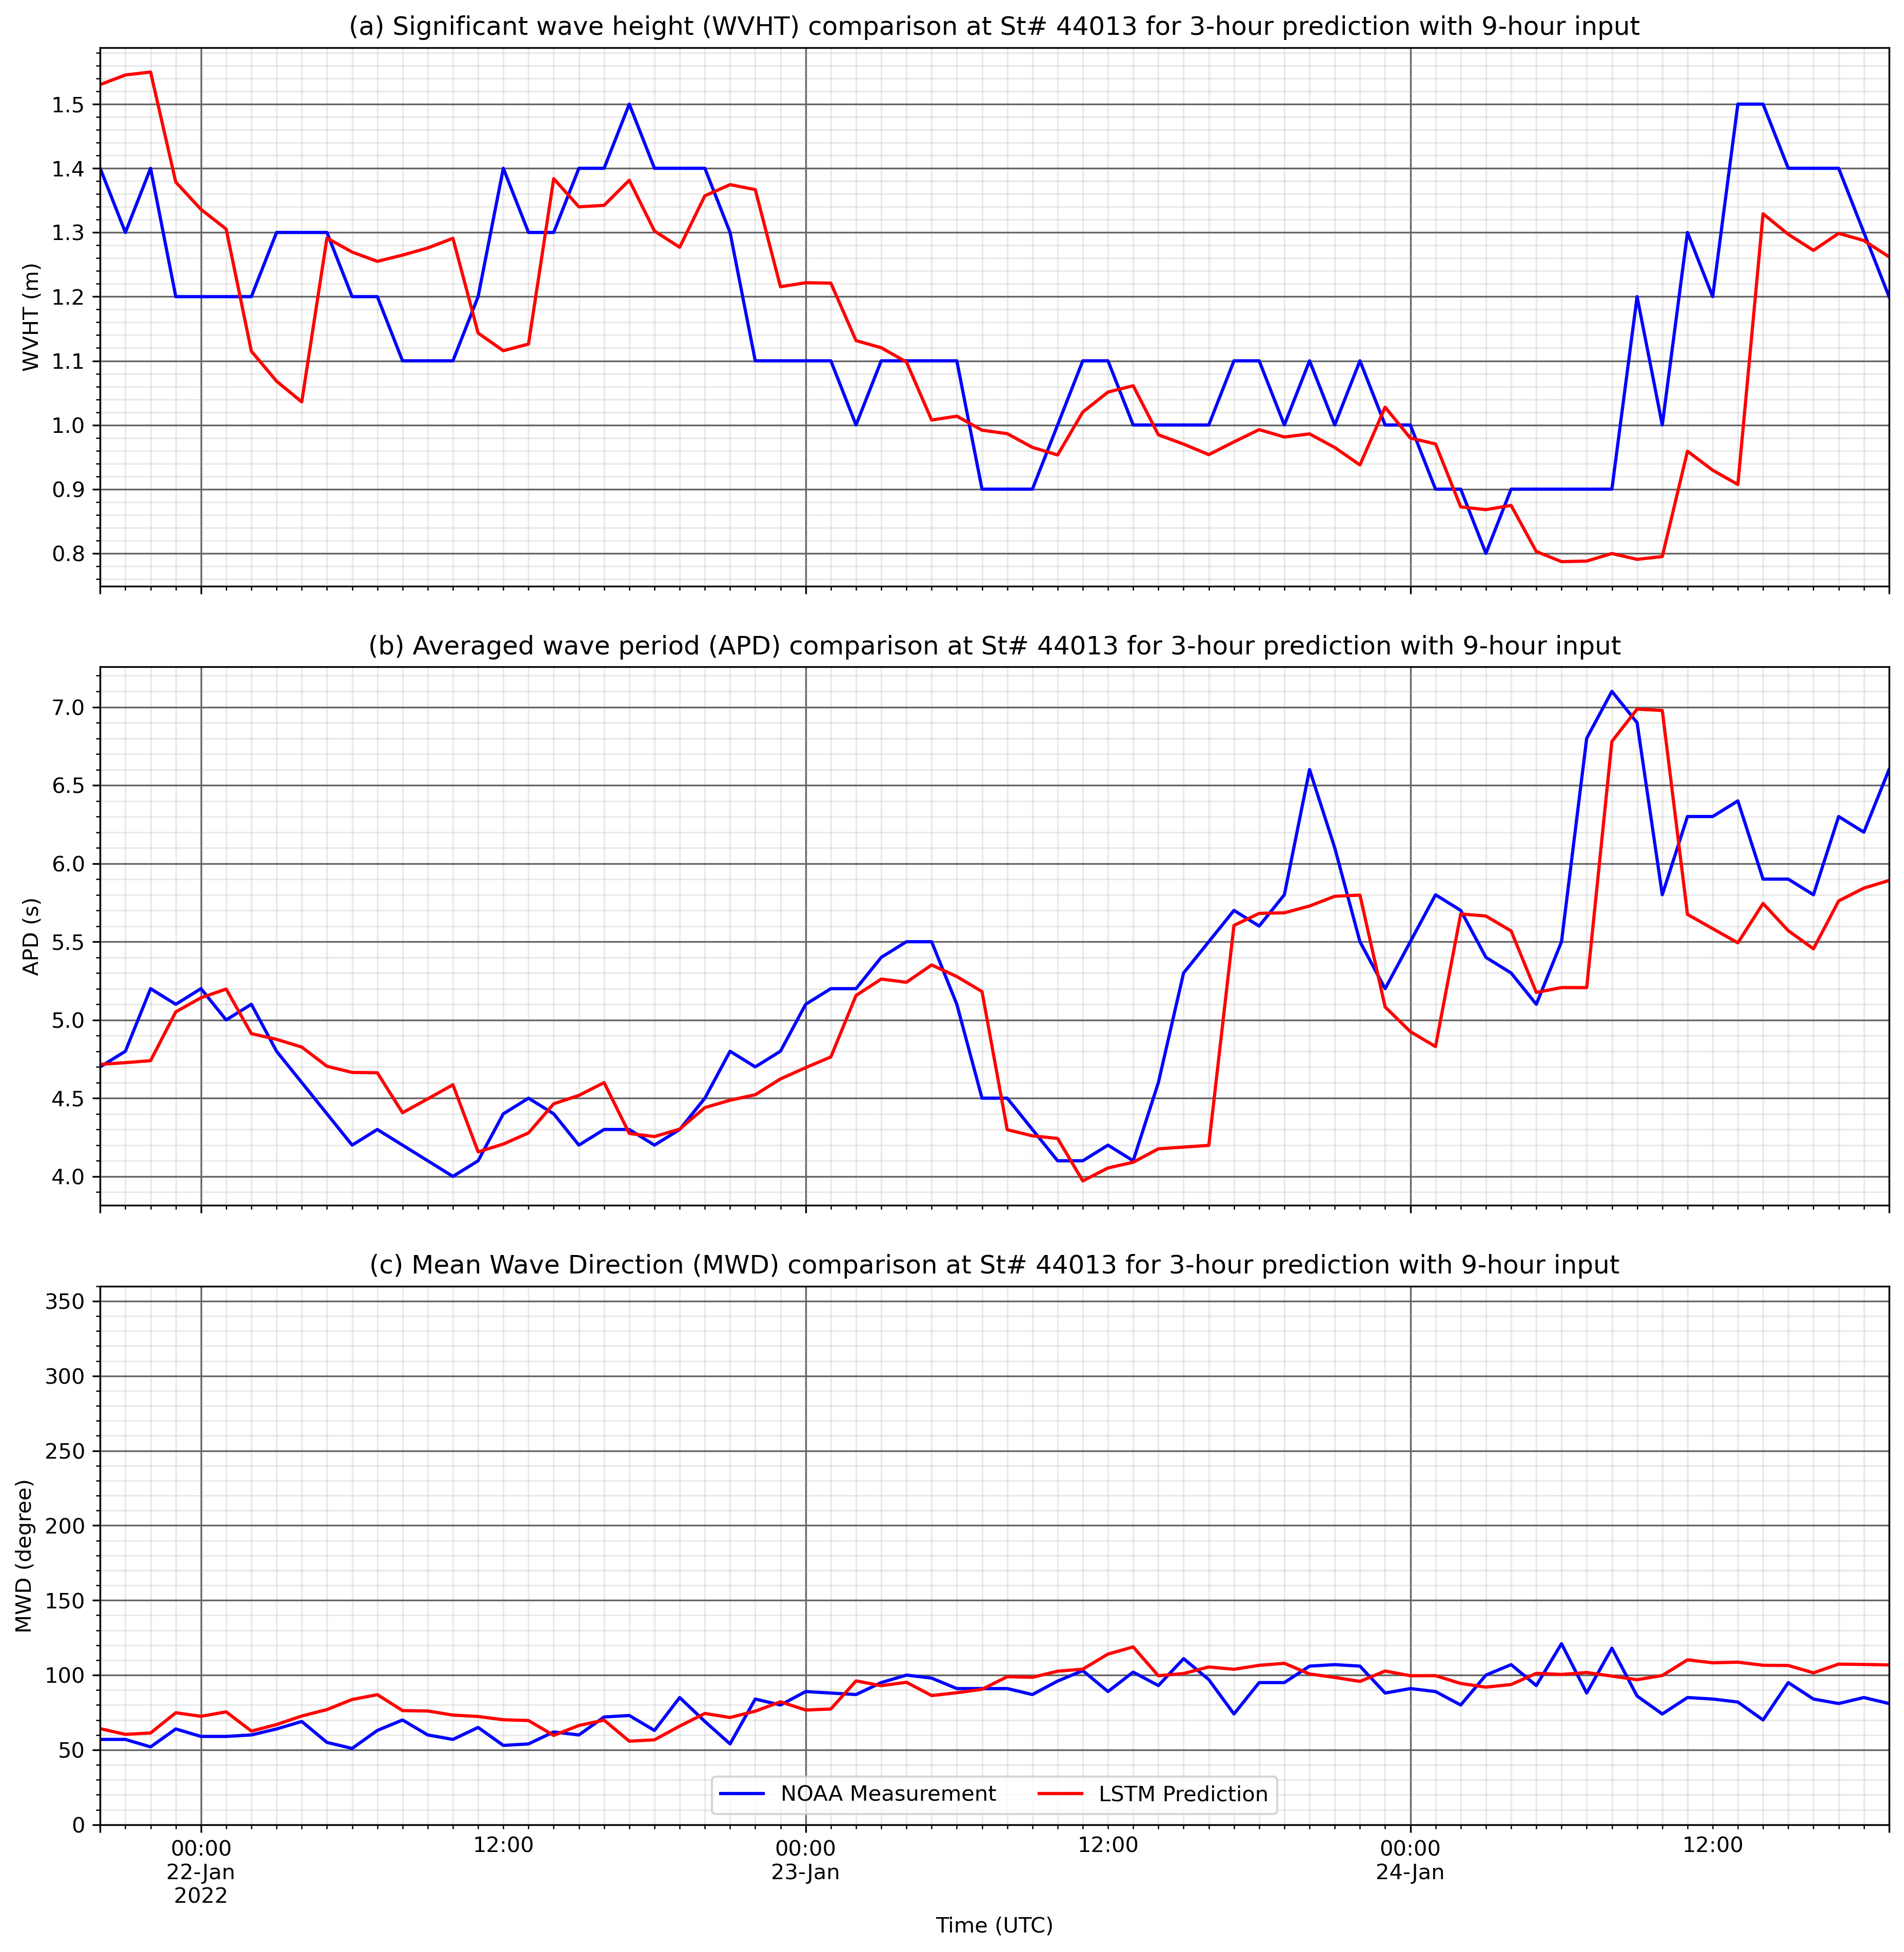 (a) Significant wave height (WVHT) comparison at St# 44013 for 3-hour prediction with 9-hour input
WVHT (m)
1.5
1.4
1.3
1.2
1.1
1.0
0.9
0.8
(b) Averaged wave period (APD) comparison at St# 44013 for 3-hour prediction with 9-hour input
APD (s)
7.0
6.5
6.0
5.5
5.0
4.5
4.0
(c) Mean Wave Direction (MWD) comparison at St# 44013 for 3-hour prediction with 9-hour input
MWD (degree)
350
300
250
200
150
100
50
0
NOAA Measurement
LSTM Prediction
00:00
22-Jan
2022
12:00
00:00
23-Jan
12:00
00:00
24-Jan
12:00
Time (UTC)